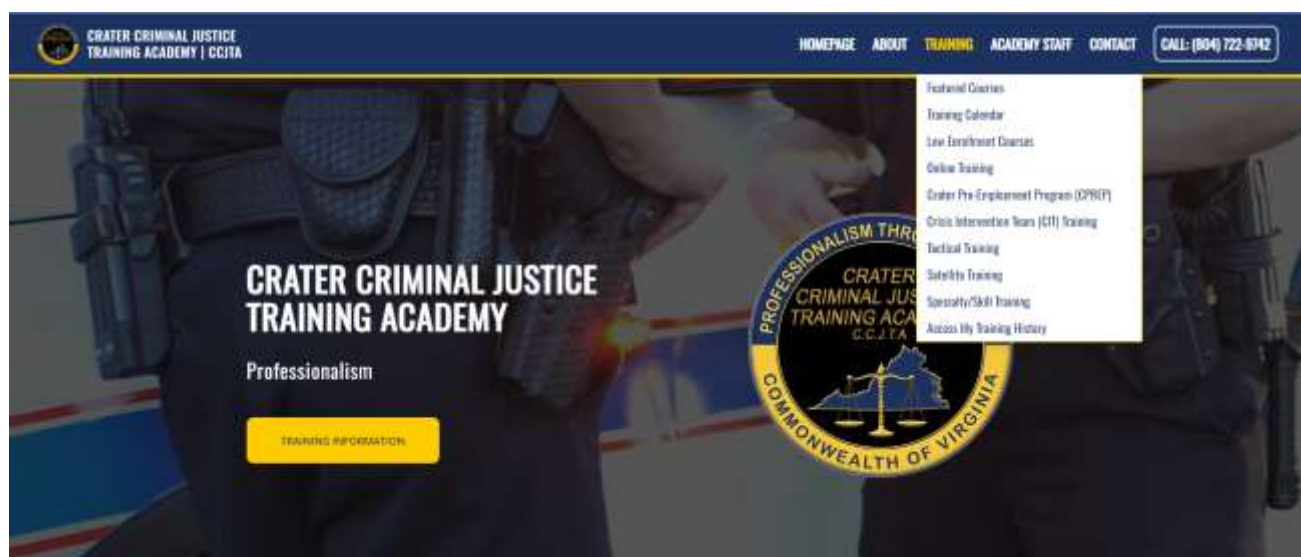 CRATER CRIMINAL JUSTICE
TRAINING ACADEMY | CCJTA
HOMEPAGE ABOUT TRAINING ACADEMY STAFF CONTACT CALL: (804) 722-9742
Featured Courses
Training Calendar
Low Enrollment Courses
Online Training
Crater Pre-Employment Program (CPREP)
Crisis Intervention Team (CIT) Training
Tactical Training
Satellite Training
Specialty/Skill Training
Access My Training History
CRATER CRIMINAL JUSTICE
TRAINING ACADEMY
Professionalism
TRAINING INFORMATION
PROFESSIONALISM
CRATER
CRIMINAL
TRAINING
C.C.J.T.A
COMMONWEALTH OF VIRGINIA